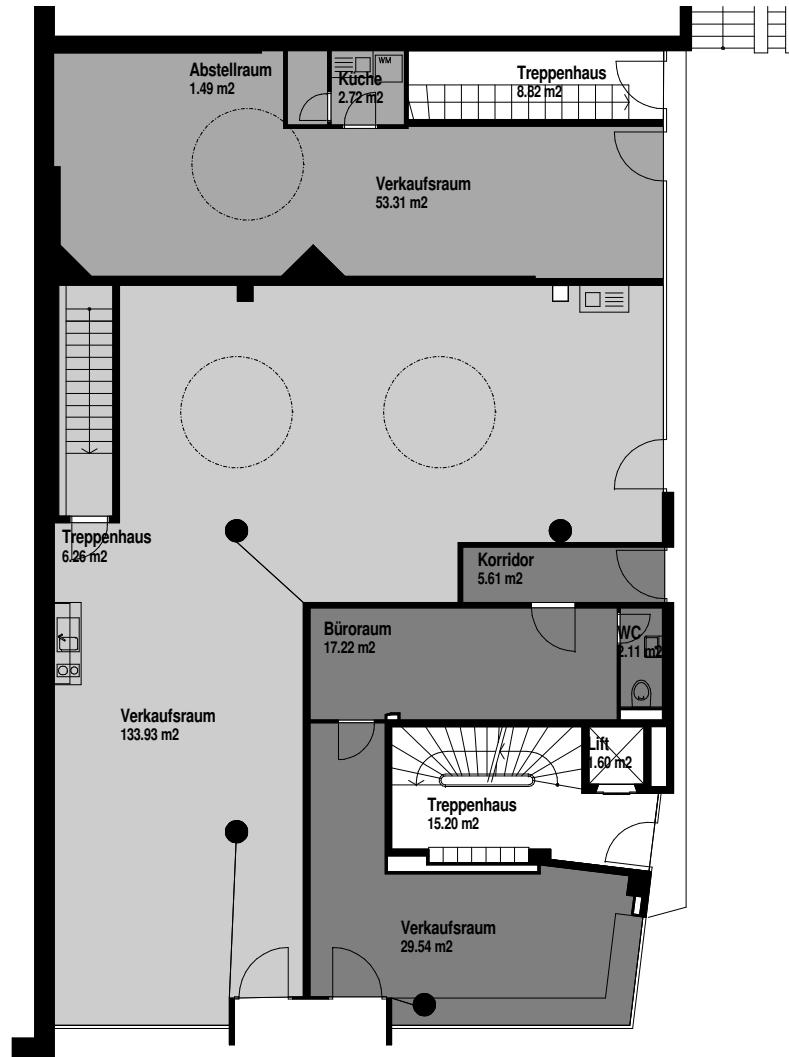 Abstellraum
1.49 m2
Küche
2.72 m2
WM
Treppenhaus
8.82 m2
Verkaufsraum
53.31 m2
Treppenhaus
6.26 m2
Korridor
5.61 m2
Büroraum
17.22 m2
WC
2.11 m2
Verkaufsraum
133.93 m2
Lift
1.60 m2
Treppenhaus
15.20 m2
Verkaufsraum
29.54 m2